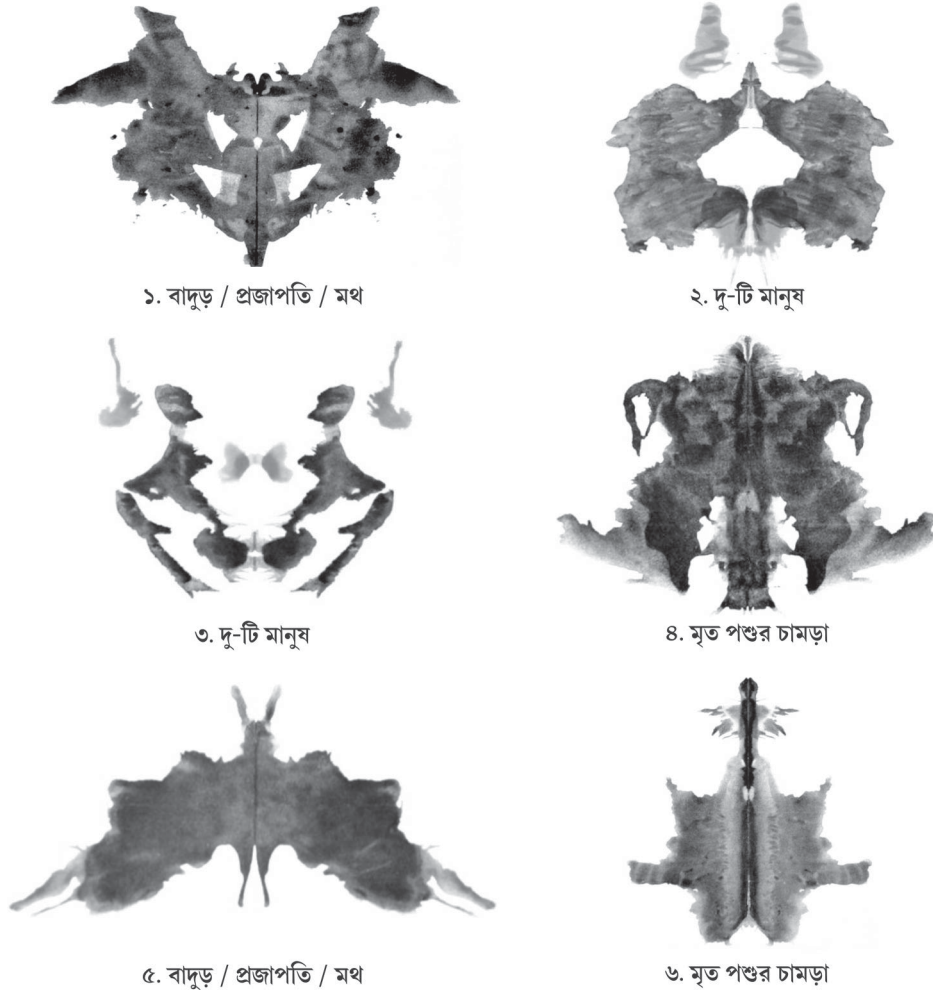 ১. বাদুড় / প্রজাপতি / মথ
২. দু-টি মানুষ
৩. দু-টি মানুষ
৪. মৃত পশুর চামড়া
৫. বাদুড় / প্রজাপতি / মথ
৬. মৃত পশুর চামড়া